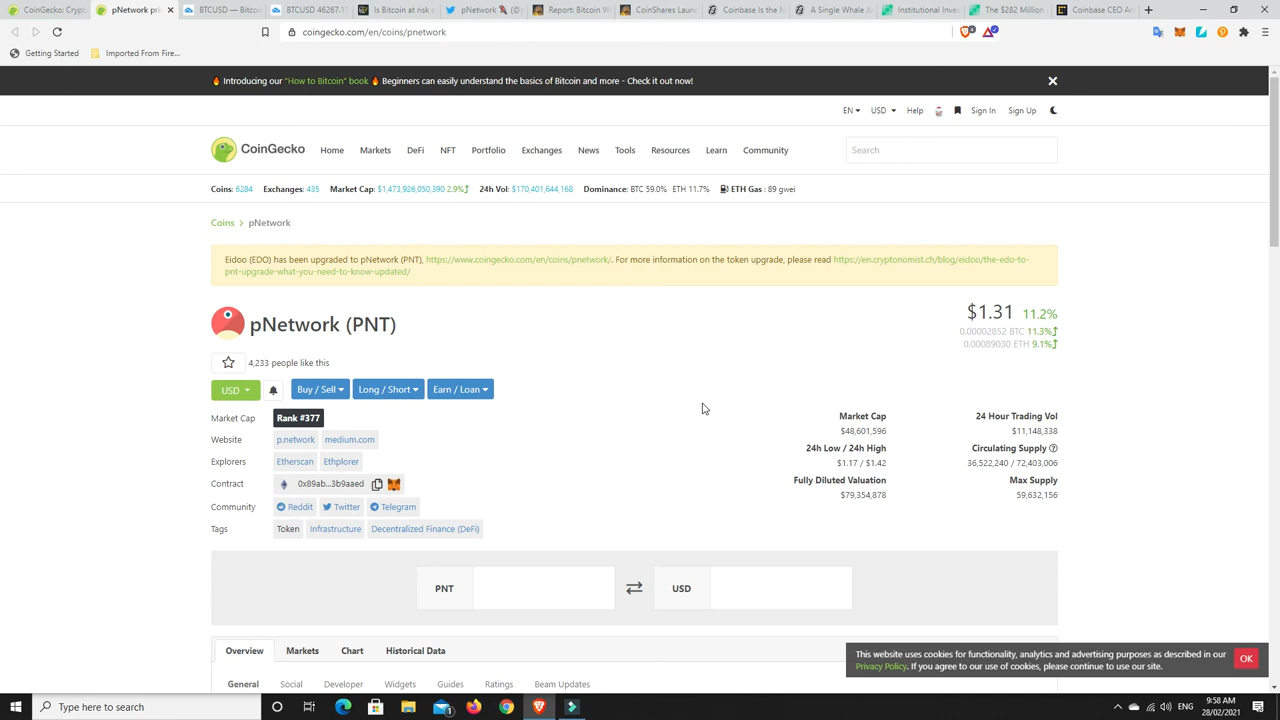 CoinGecko: Crypt
pNetwork pri
BTCUSD — Bitco
BTCUSD 46267.1
Is Bitcoin at risk o
pNetwork
Report: Bitcoin W
CoinShares Laun
Coinbase Is the N
A Single Whale J
Institutional Inves
The $282 Million
Coinbase CEO Ar
coingecko.com/en/coins/pnetwork
Getting Started
Imported From Fire...
Introducing our "How to Bitcoin" book Beginners can easily understand the basics of Bitcoin and more - Check it out now!
EN USD Help Sign In Sign Up
CoinGecko
Home Markets DeFi NFT Portfolio Exchanges News Tools Resources Learn Community
Search
Coins: 6284 Exchanges: 435 Market Cap: $1,473,926,050,390 2.9% 24h Vol: $170,401,644,168 Dominance: BTC 59.0% ETH 11.7% ETH Gas : 89 gwei
Coins > pNetwork
Eidoo (EDO) has been upgraded to pNetwork (PNT), https://www.coingecko.com/en/coins/pnetwork/. For more information on the token upgrade, please read https://en.cryptonomist.ch/blog/eidoo/the-edo-to-
pnt-upgrade-what-you-need-to-know-updated/
pNetwork (PNT)
$1.31 11.2%
0.00002852 BTC 11.3%
0.00089030 ETH 9.1%
4,233 people like this
USD
Buy / Sell
Long / Short
Earn / Loan
Market Cap Rank #377
Website p.network medium.com
Explorers Etherscan Ethplorer
Contract 0x89ab...3b9aaed
Community Reddit Twitter Telegram
Tags Token Infrastructure Decentralized Finance (DeFi)
Market Cap
$48,601,596
24 Hour Trading Vol
$11,148,338
24h Low / 24h High
$1.17 / $1.42
Circulating Supply
36,522,240 / 72,403,006
Fully Diluted Valuation
$79,354,878
Max Supply
59,632,156
PNT
USD
Overview Markets Chart Historical Data
General Social Developer Widgets Guides Ratings Beam Updates
This website uses cookies for functionality, analytics and advertising purposes as described in our
Privacy Policy. If you agree to our use of cookies, please continue to use our site.
OK
Type here to search
ENG
9:58 AM
28/02/2021